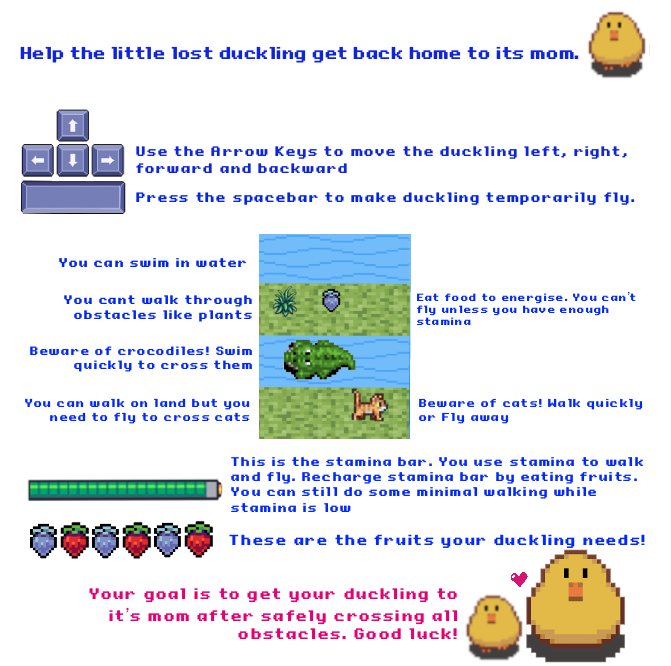 Help the little lost duckling get back home to its mom.
Use the Arrow Keys to move the duckling left, right,
forward and backward
Press the spacebar to make duckling temporarily fly.
You can swim in water
You cant walk through
obstacles like plants
Eat food to energise. You can't
fly unless you have enough
stamina
Beware of crocodiles! Swim
quickly to cross them
You can walk on land but you
need to fly to cross cats
Beware of cats! Walk quickly
or Fly away
This is the stamina bar. You use stamina to walk
and fly. Recharge stamina bar by eating fruits.
You can still do some minimal walking while
stamina is low
These are the fruits your duckling needs!
Your goal is to get your duckling to
it's mom after safely crossing all
obstacles. Good luck!